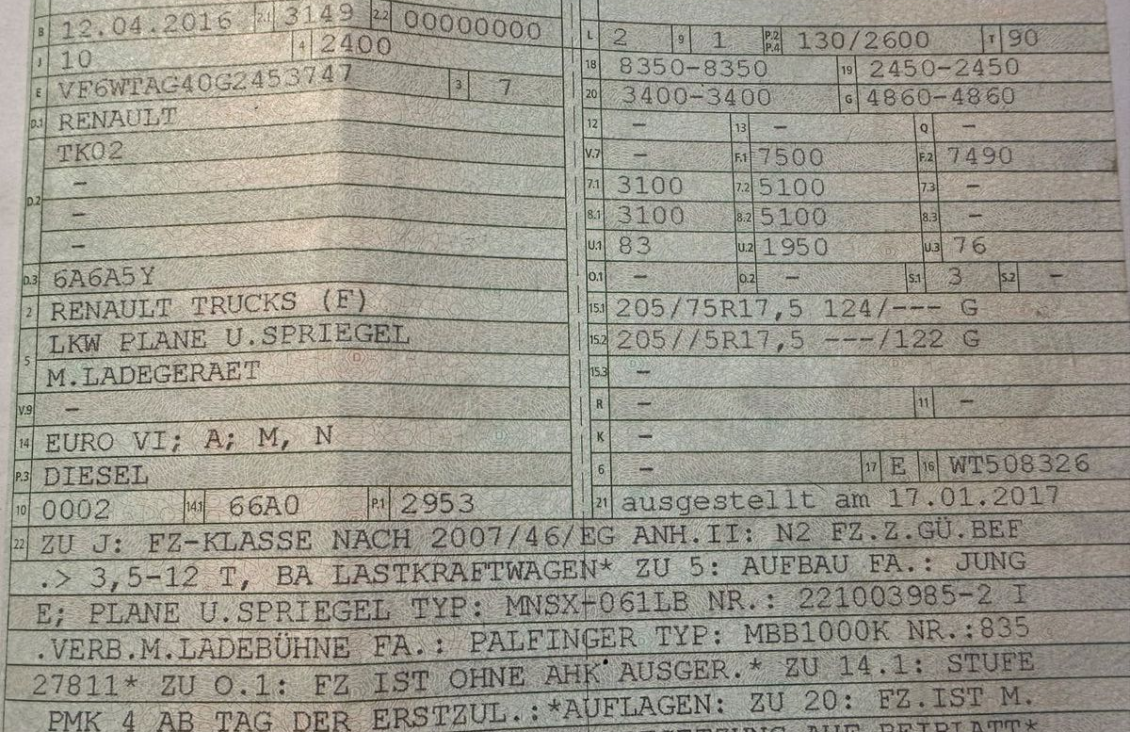 B 12.04.2016 2.1 3149 2.2 00000000
J 10 4 2400
E VF6WTAG40G2453747 3 7
D.1 RENAULT
TK02
–
D.2 –
–
D.3 6A6A5Y
2 RENAULT TRUCKS (F)
5 LKW PLANE U.SPRIEGEL
M.LADEGERAET
V.9 –
14 EURO VI; A; M, N
P.3 DIESEL
10 0002 14.1 66A0 P.1 2953
L 2 9 1 P.2 P.4 130/2600 T 90
18 8350-8350 19 2450-2450
20 3400-3400 G 4860-4860
12 – 13 – Q –
V.7 – F.1 7500 F.2 7490
7.1 3100 7.2 5100 7.3 –
8.1 3100 8.2 5100 8.3 –
U.1 83 U.2 1950 U.3 76
O.1 – O.2 – S.1 3 S.2 –
15.1 205/75R17,5 124/--- G
15.2 205//5R17,5 ---/122 G
15.3 –
R – 11 –
K –
6 – 17 E 16 WT508326
21 ausgestellt am 17.01.2017
22 ZU J: FZ-KLASSE NACH 2007/46/EG ANH.II: N2 FZ.Z.GÜ.BEF
.> 3,5-12 T, BA LASTKRAFTWAGEN* ZU 5: AUFBAU FA.: JUNG
E; PLANE U.SPRIEGEL TYP: MNSX-061LB NR.: 221003985-2 I
.VERB.M.LADEBÜHNE FA.: PALFINGER TYP: MBB1000K NR.:835
27811* ZU O.1: FZ IST OHNE AHK AUSGER.* ZU 14.1: STUFE
PMK 4 AB TAG DER ERSTZUL.:*AUFLAGEN: ZU 20: FZ.IST M.
AUF BEIBLATT*